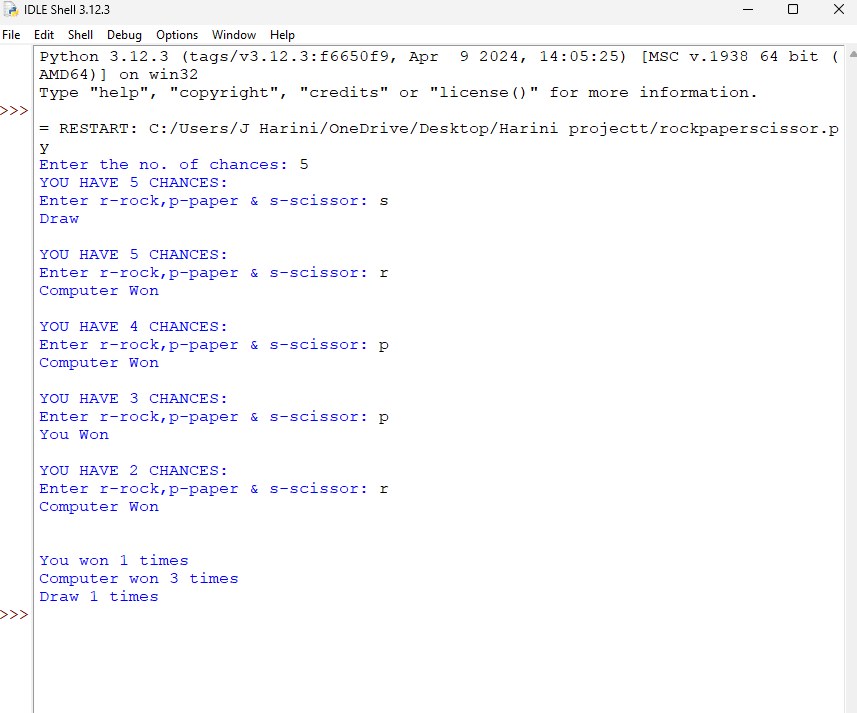 IDLE Shell 3.12.3
File Edit Shell Debug Options Window Help
Python 3.12.3 (tags/v3.12.3:f6650f9, Apr  9 2024, 14:05:25) [MSC v.1938 64 bit (
AMD64)] on win32
Type "help", "copyright", "credits" or "license()" for more information.
>>>
= RESTART: C:/Users/J Harini/OneDrive/Desktop/Harini projectt/rockpaperscissor.p
y
Enter the no. of chances: 5
YOU HAVE 5 CHANCES:
Enter r-rock,p-paper & s-scissor: s
Draw
YOU HAVE 5 CHANCES:
Enter r-rock,p-paper & s-scissor: r
Computer Won
YOU HAVE 4 CHANCES:
Enter r-rock,p-paper & s-scissor: p
Computer Won
YOU HAVE 3 CHANCES:
Enter r-rock,p-paper & s-scissor: p
You Won
YOU HAVE 2 CHANCES:
Enter r-rock,p-paper & s-scissor: r
Computer Won
You won 1 times
Computer won 3 times
Draw 1 times
>>>